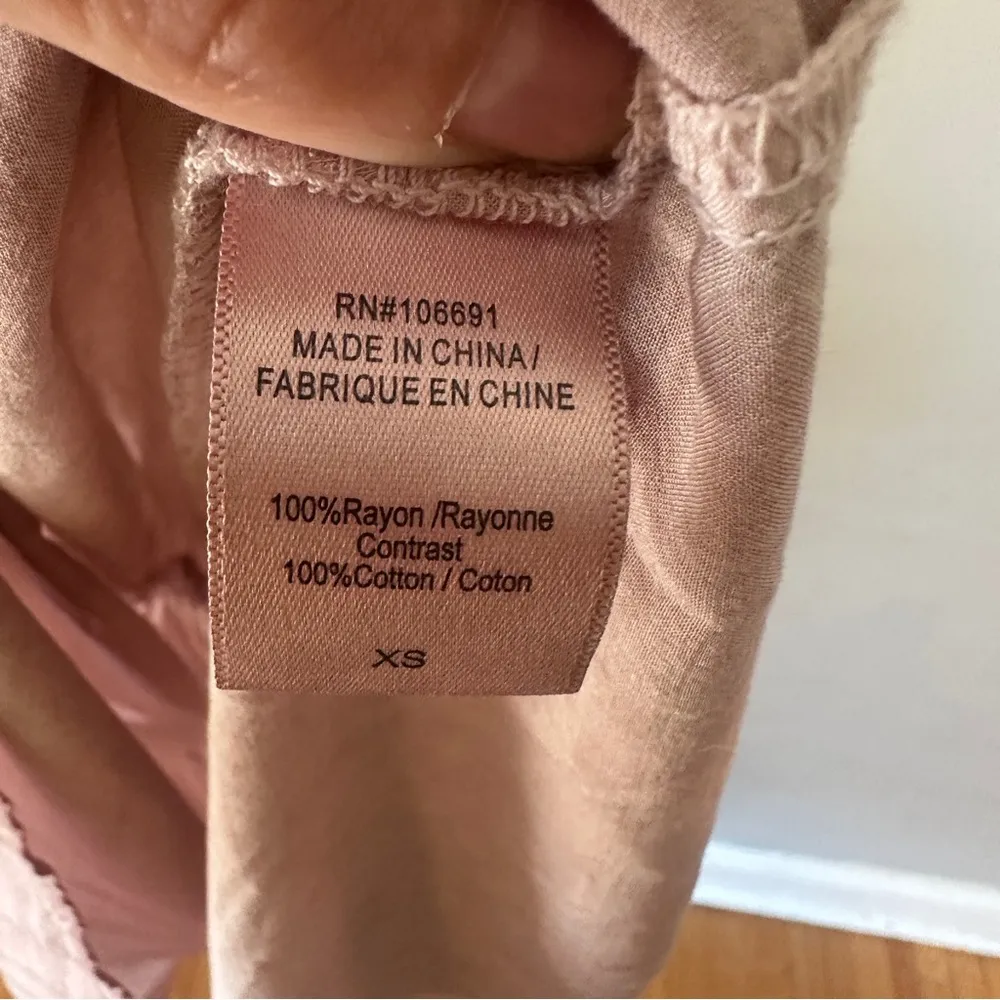 RN#106691
MADE IN CHINA/
FABRIQUE EN CHINE
100%Rayon /Rayonne
Contrast
100%Cotton / Coton
XS